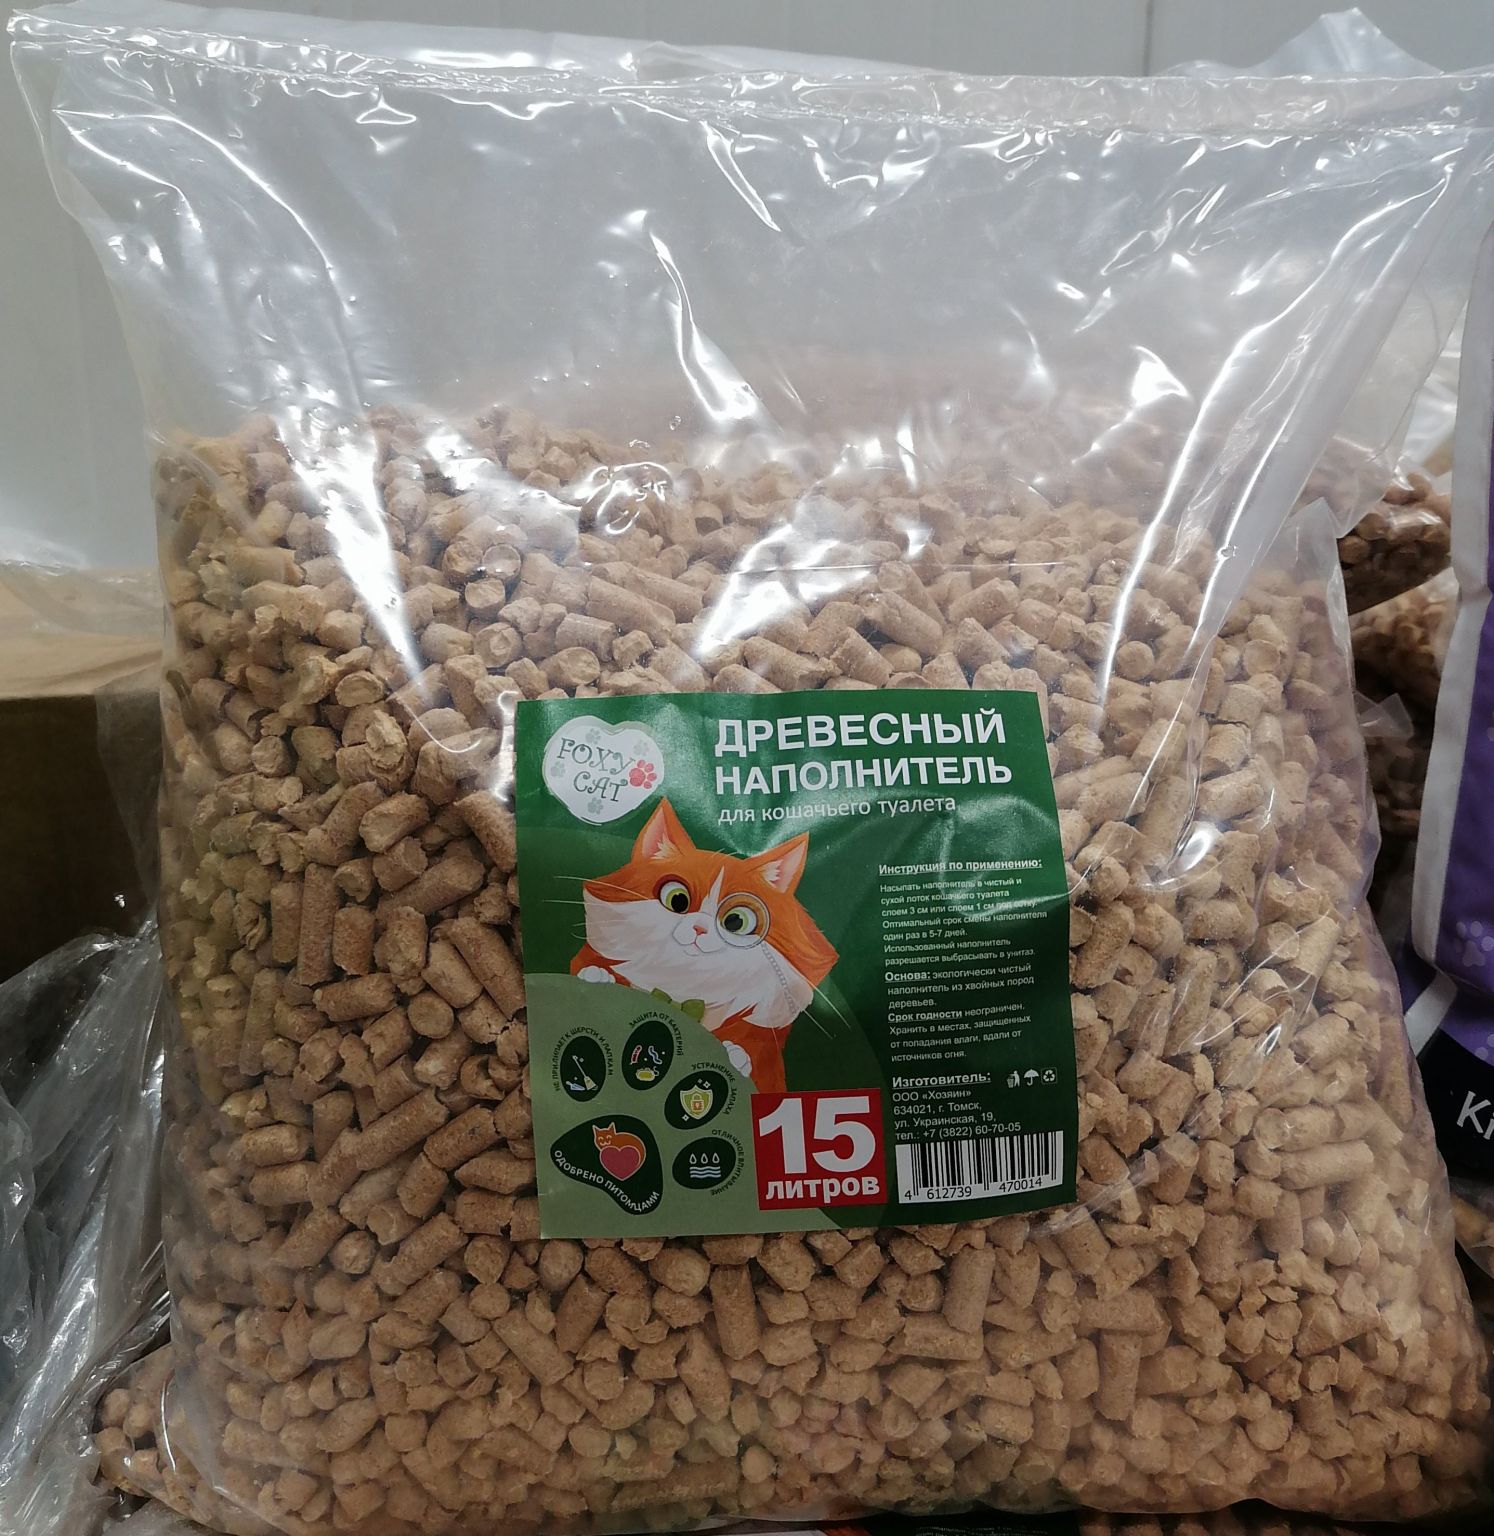 FOXY
CAT
ДРЕВЕСНЫЙ
НАПОЛНИТЕЛЬ
для кошачьего туалета
Инструкция по применению:
Насыпать наполнитель в чистый и
сухой лоток кошачьего туалета
слоем 3 см или слоем 1 см под сетку.
Оптимальный срок смены наполнителя
один раз в 5-7 дней.
Использованный наполнитель
разрешается выбрасывать в унитаз.
Основа: экологически чистый
наполнитель из хвойных пород
деревьев.
Срок годности неограничен.
Хранить в местах, защищенных
от попадания влаги, вдали от
источников огня.
Изготовитель:
ООО «Хозяин»
634021, г. Томск,
ул. Украинская, 19,
тел.: +7 (3822) 60-70-05
4 612739 470014
НЕ ПРИЛИПАЕТ К ШЕРСТИ И ЛАПКАМ
ЗАЩИТА ОТ БАКТЕРИЙ
УСТРАНЕНИЕ ЗАПАХА
ОТЛИЧНОЕ ВПИТЫВАНИЕ
ОДОБРЕНО ПИТОМЦАМИ
15
литров
Ki